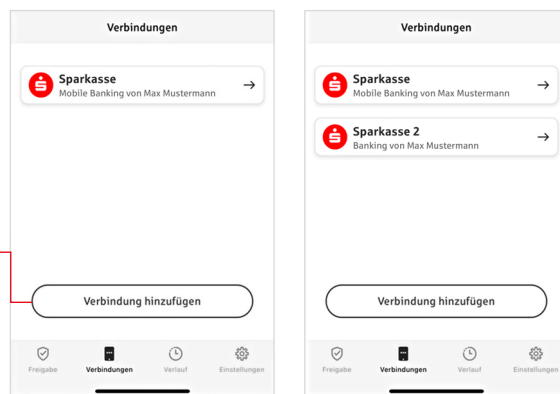 Verbindungen
Sparkasse
Mobile Banking von Max Mustermann
Verbindung hinzufügen
Freigabe Verbindungen Verlauf Einstellungen
Verbindungen
Sparkasse
Mobile Banking von Max Mustermann
Sparkasse 2
Banking von Max Mustermann
Verbindung hinzufügen
Freigabe Verbindungen Verlauf Einstellungen